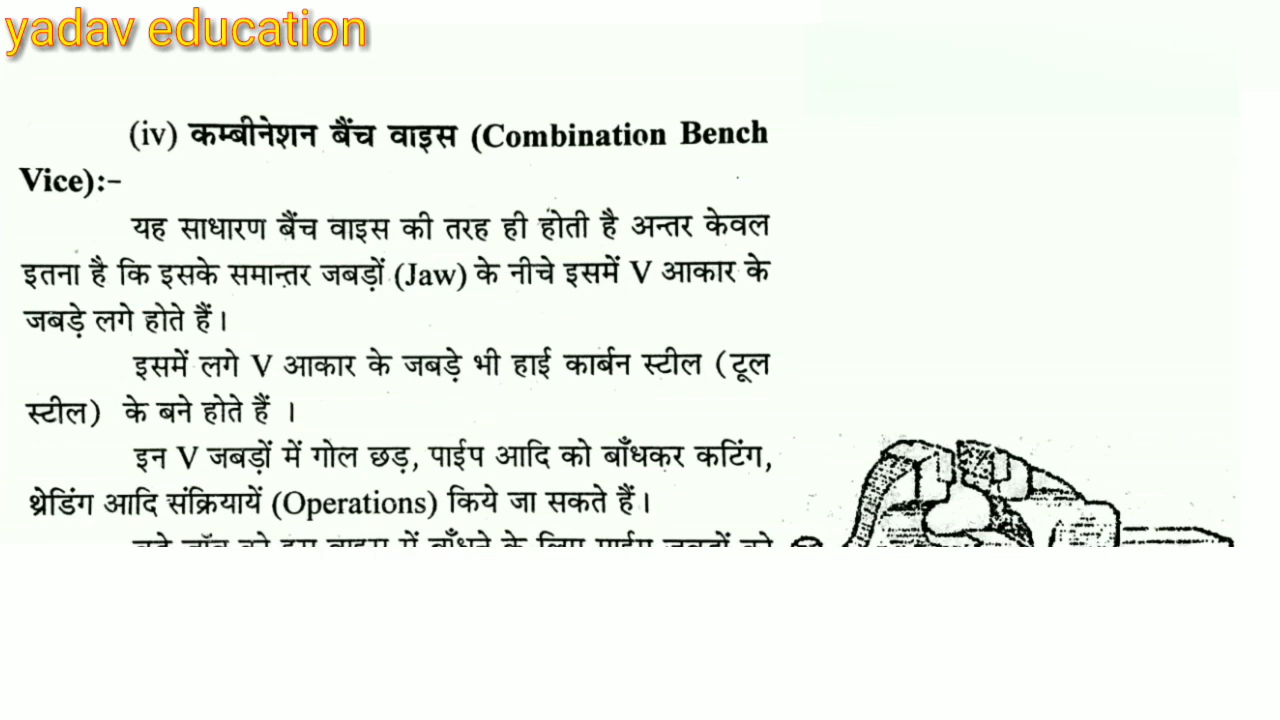 yadav education
(iv) कम्बीनेशन बैंच वाइस (Combination Bench
Vice):-
यह साधारण बैंच वाइस की तरह ही होती है अन्तर केवल
इतना है कि इसके समान्तर जबड़ों (Jaw) के नीचे इसमें V आकार के
जबड़े लगे होते हैं।
इसमें लगे V आकार के जबड़े भी हाई कार्बन स्टील (टूल
स्टील) के बने होते हैं ।
इन V जबड़ों में गोल छड़, पाईप आदि को बाँधकर कटिंग,
थ्रेडिंग आदि संक्रियायें (Operations) किये जा सकते हैं।